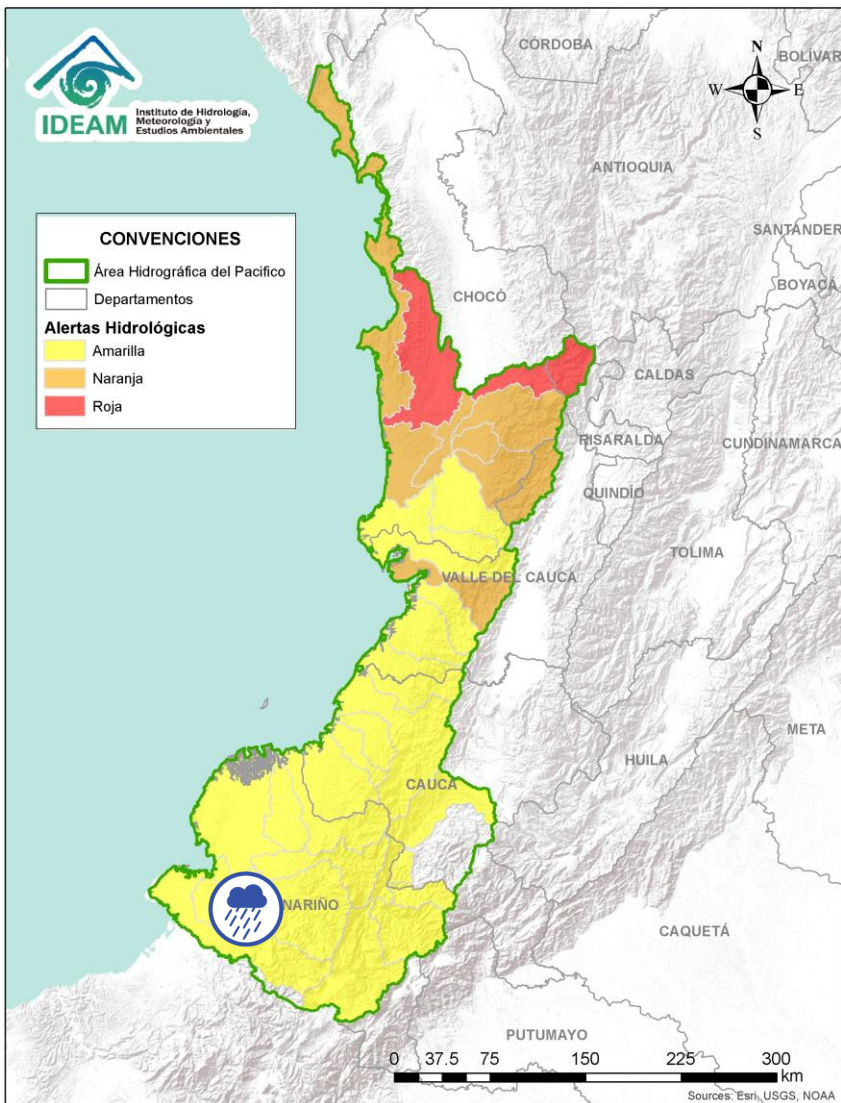 IDEAM
Instituto de Hidrología,
Meteorología y
Estudios Ambientales
CONVENCIONES
Área Hidrográfica del Pacifico
Departamentos
Alertas Hidrológicas
Amarilla
Naranja
Roja
N
W
E
S
CÓRDOBA
BOLÍVAR
ANTIOQUIA
SANTANDER
BOYACÁ
CHOCÓ
CALDAS
RISARALDA
CUNDINAMARCA
QUINDÍO
TOLIMA
VALLE DEL CAUCA
META
HUILA
CAUCA
NARIÑO
CAQUETÁ
PUTUMAYO
0 37.5 75 150 225 300
km
Sources: Esri, USGS, NOAA